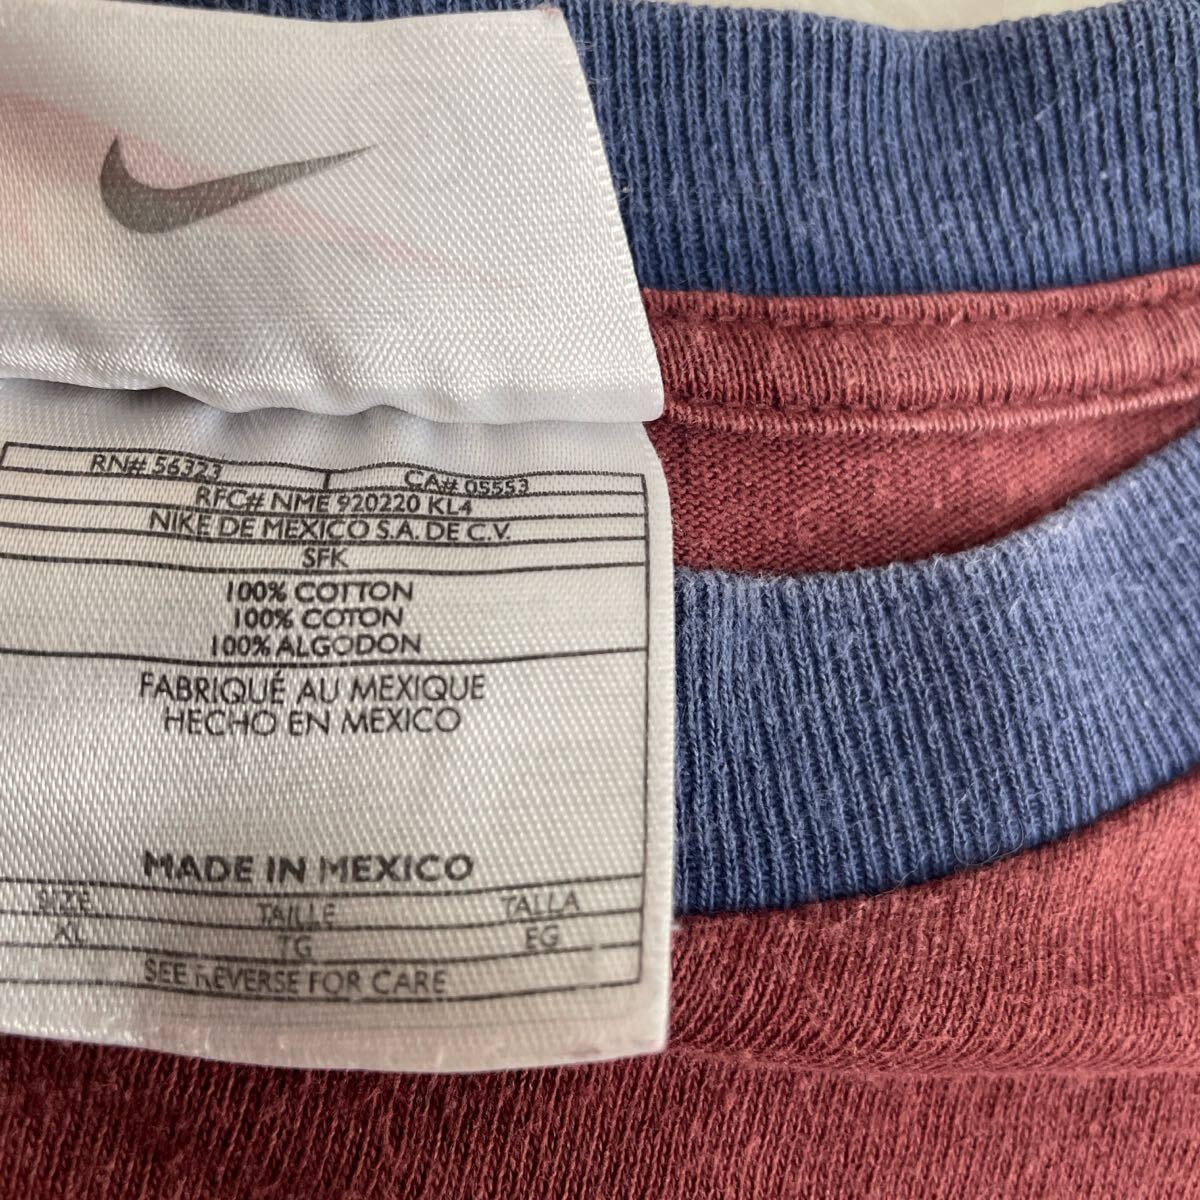 RN# 56323 CA# 05553
RFC# NME 920220 KL4
NIKE DE MEXICO S.A. DE C.V.
SFK
100% COTTON
100% COTON
100% ALGODON
FABRIQUÉ AU MEXIQUE
HECHO EN MEXICO
MADE IN MEXICO
SIZE TAILLE TALLA
XL TG EG
SEE REVERSE FOR CARE